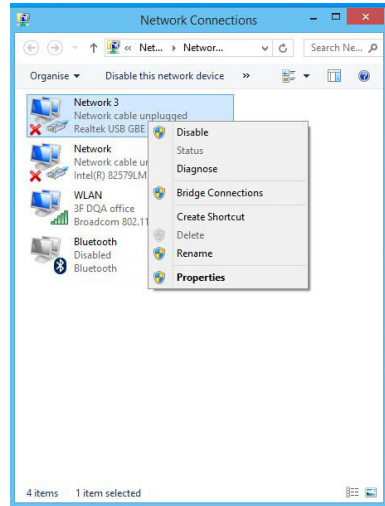 Network Connections
Net... Networ... Search Ne...
Organise Disable this network device »
Network 3
Network cable unplugged
Realtek USB GBE
Network
Network cable un
Intel(R) 82579LM
WLAN
3F DQA office
Broadcom 802.11
Bluetooth
Disabled
Bluetooth
Disable
Status
Diagnose
Bridge Connections
Create Shortcut
Delete
Rename
Properties
4 items 1 item selected